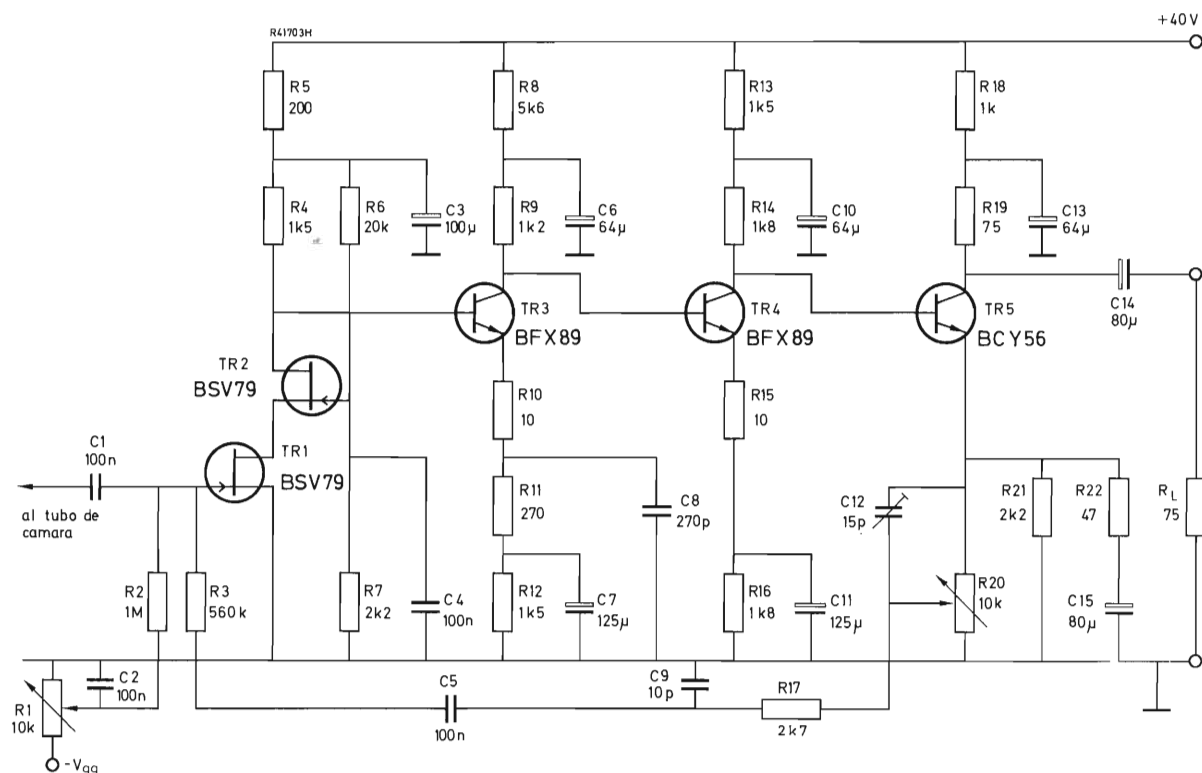 R41703H
+40V
R5
200
R8
5k6
R13
1k5
R18
1k
R4
1k5
R6
20k
C3
100µ
R9
1k2
C6
64µ
R14
1k8
C10
64µ
R19
75
C13
64µ
TR3
BFX89
TR4
BFX89
TR5
BCY56
C14
80µ
TR2
BSV79
R10
10
R15
10
C1
100n
TR1
BSV79
al tubo de
camara
R11
270
C8
270p
C12
15p
R21
2k2
R22
47
RL
75
R2
1M
R3
560k
R7
2k2
C4
100n
R12
1k5
C7
125µ
R16
1k8
C11
125µ
R20
10k
C15
80µ
C2
100n
R1
10k
C5
100n
C9
10p
R17
2k7
-Vgg